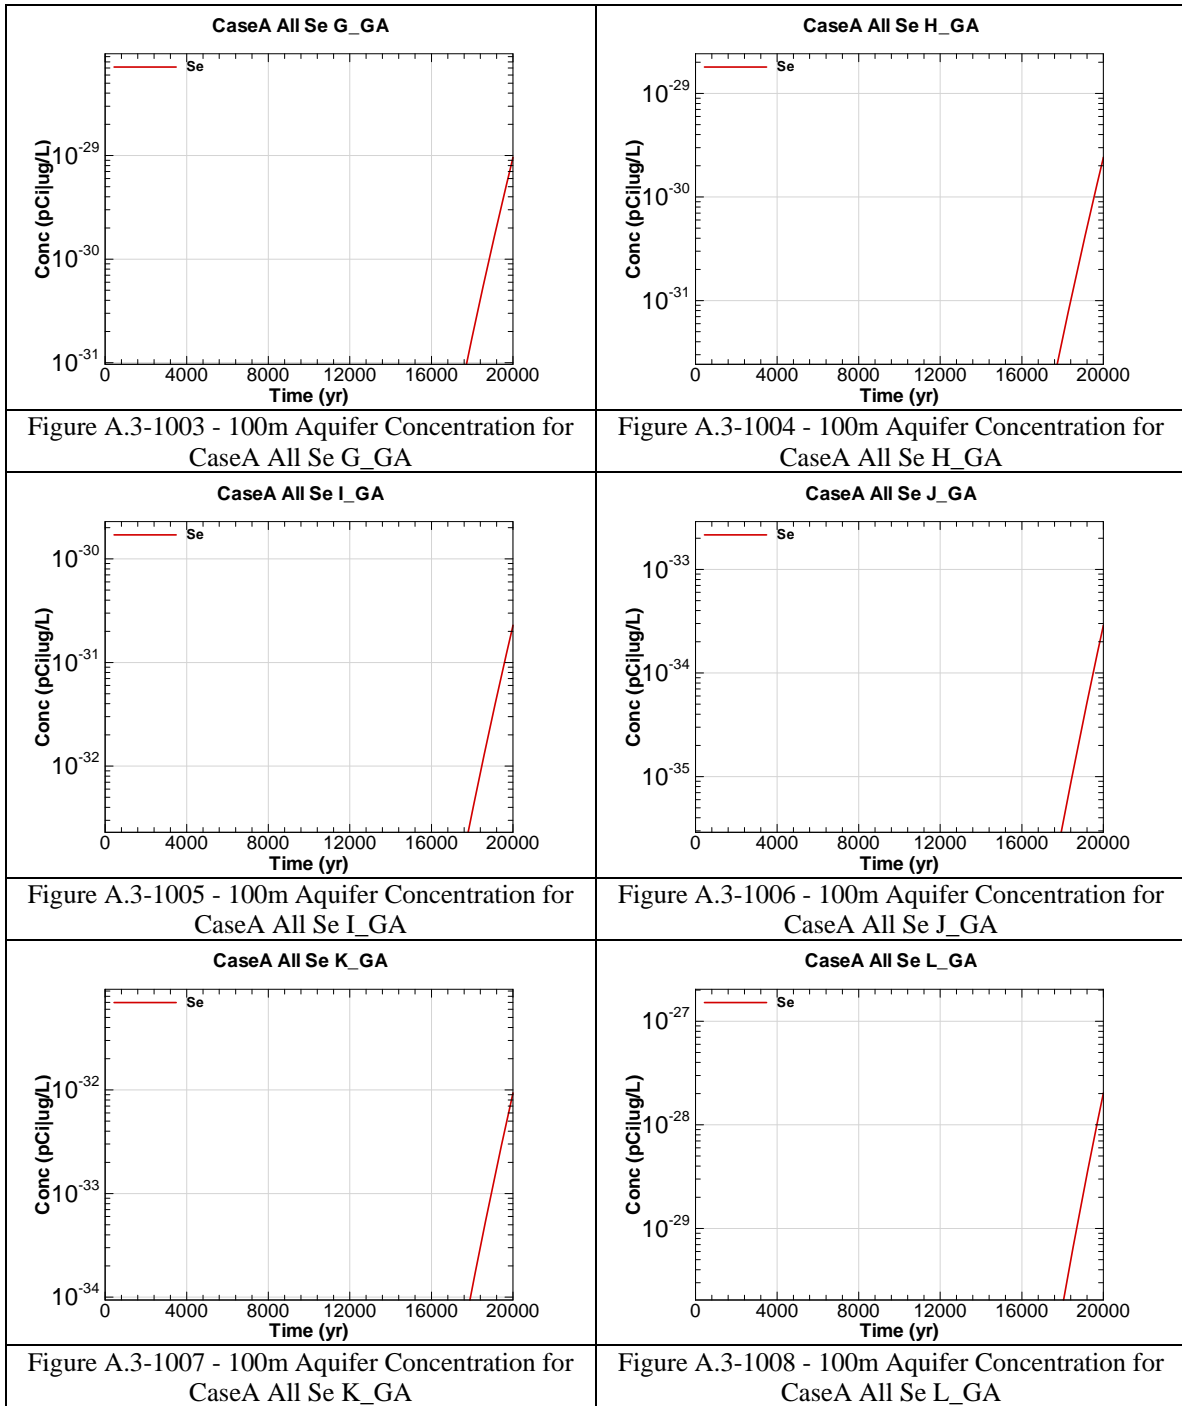 CaseA All Se G_GA
Se
Conc (pCi|ug/L)
10-29
10-30
10-31
0 4000 8000 12000 16000 20000
Time (yr)
Figure A.3-1003 - 100m Aquifer Concentration for
CaseA All Se G_GA
CaseA All Se H_GA
Se
Conc (pCi|ug/L)
10-29
10-30
10-31
0 4000 8000 12000 16000 20000
Time (yr)
Figure A.3-1004 - 100m Aquifer Concentration for
CaseA All Se H_GA
CaseA All Se I_GA
Se
Conc (pCi|ug/L)
10-30
10-31
10-32
0 4000 8000 12000 16000 20000
Time (yr)
Figure A.3-1005 - 100m Aquifer Concentration for
CaseA All Se I_GA
CaseA All Se J_GA
Se
Conc (pCi|ug/L)
10-33
10-34
10-35
0 4000 8000 12000 16000 20000
Time (yr)
Figure A.3-1006 - 100m Aquifer Concentration for
CaseA All Se J_GA
CaseA All Se K_GA
Se
Conc (pCi|ug/L)
10-32
10-33
10-34
0 4000 8000 12000 16000 20000
Time (yr)
Figure A.3-1007 - 100m Aquifer Concentration for
CaseA All Se K_GA
CaseA All Se L_GA
Se
Conc (pCi|ug/L)
10-27
10-28
10-29
0 4000 8000 12000 16000 20000
Time (yr)
Figure A.3-1008 - 100m Aquifer Concentration for
CaseA All Se L_GA